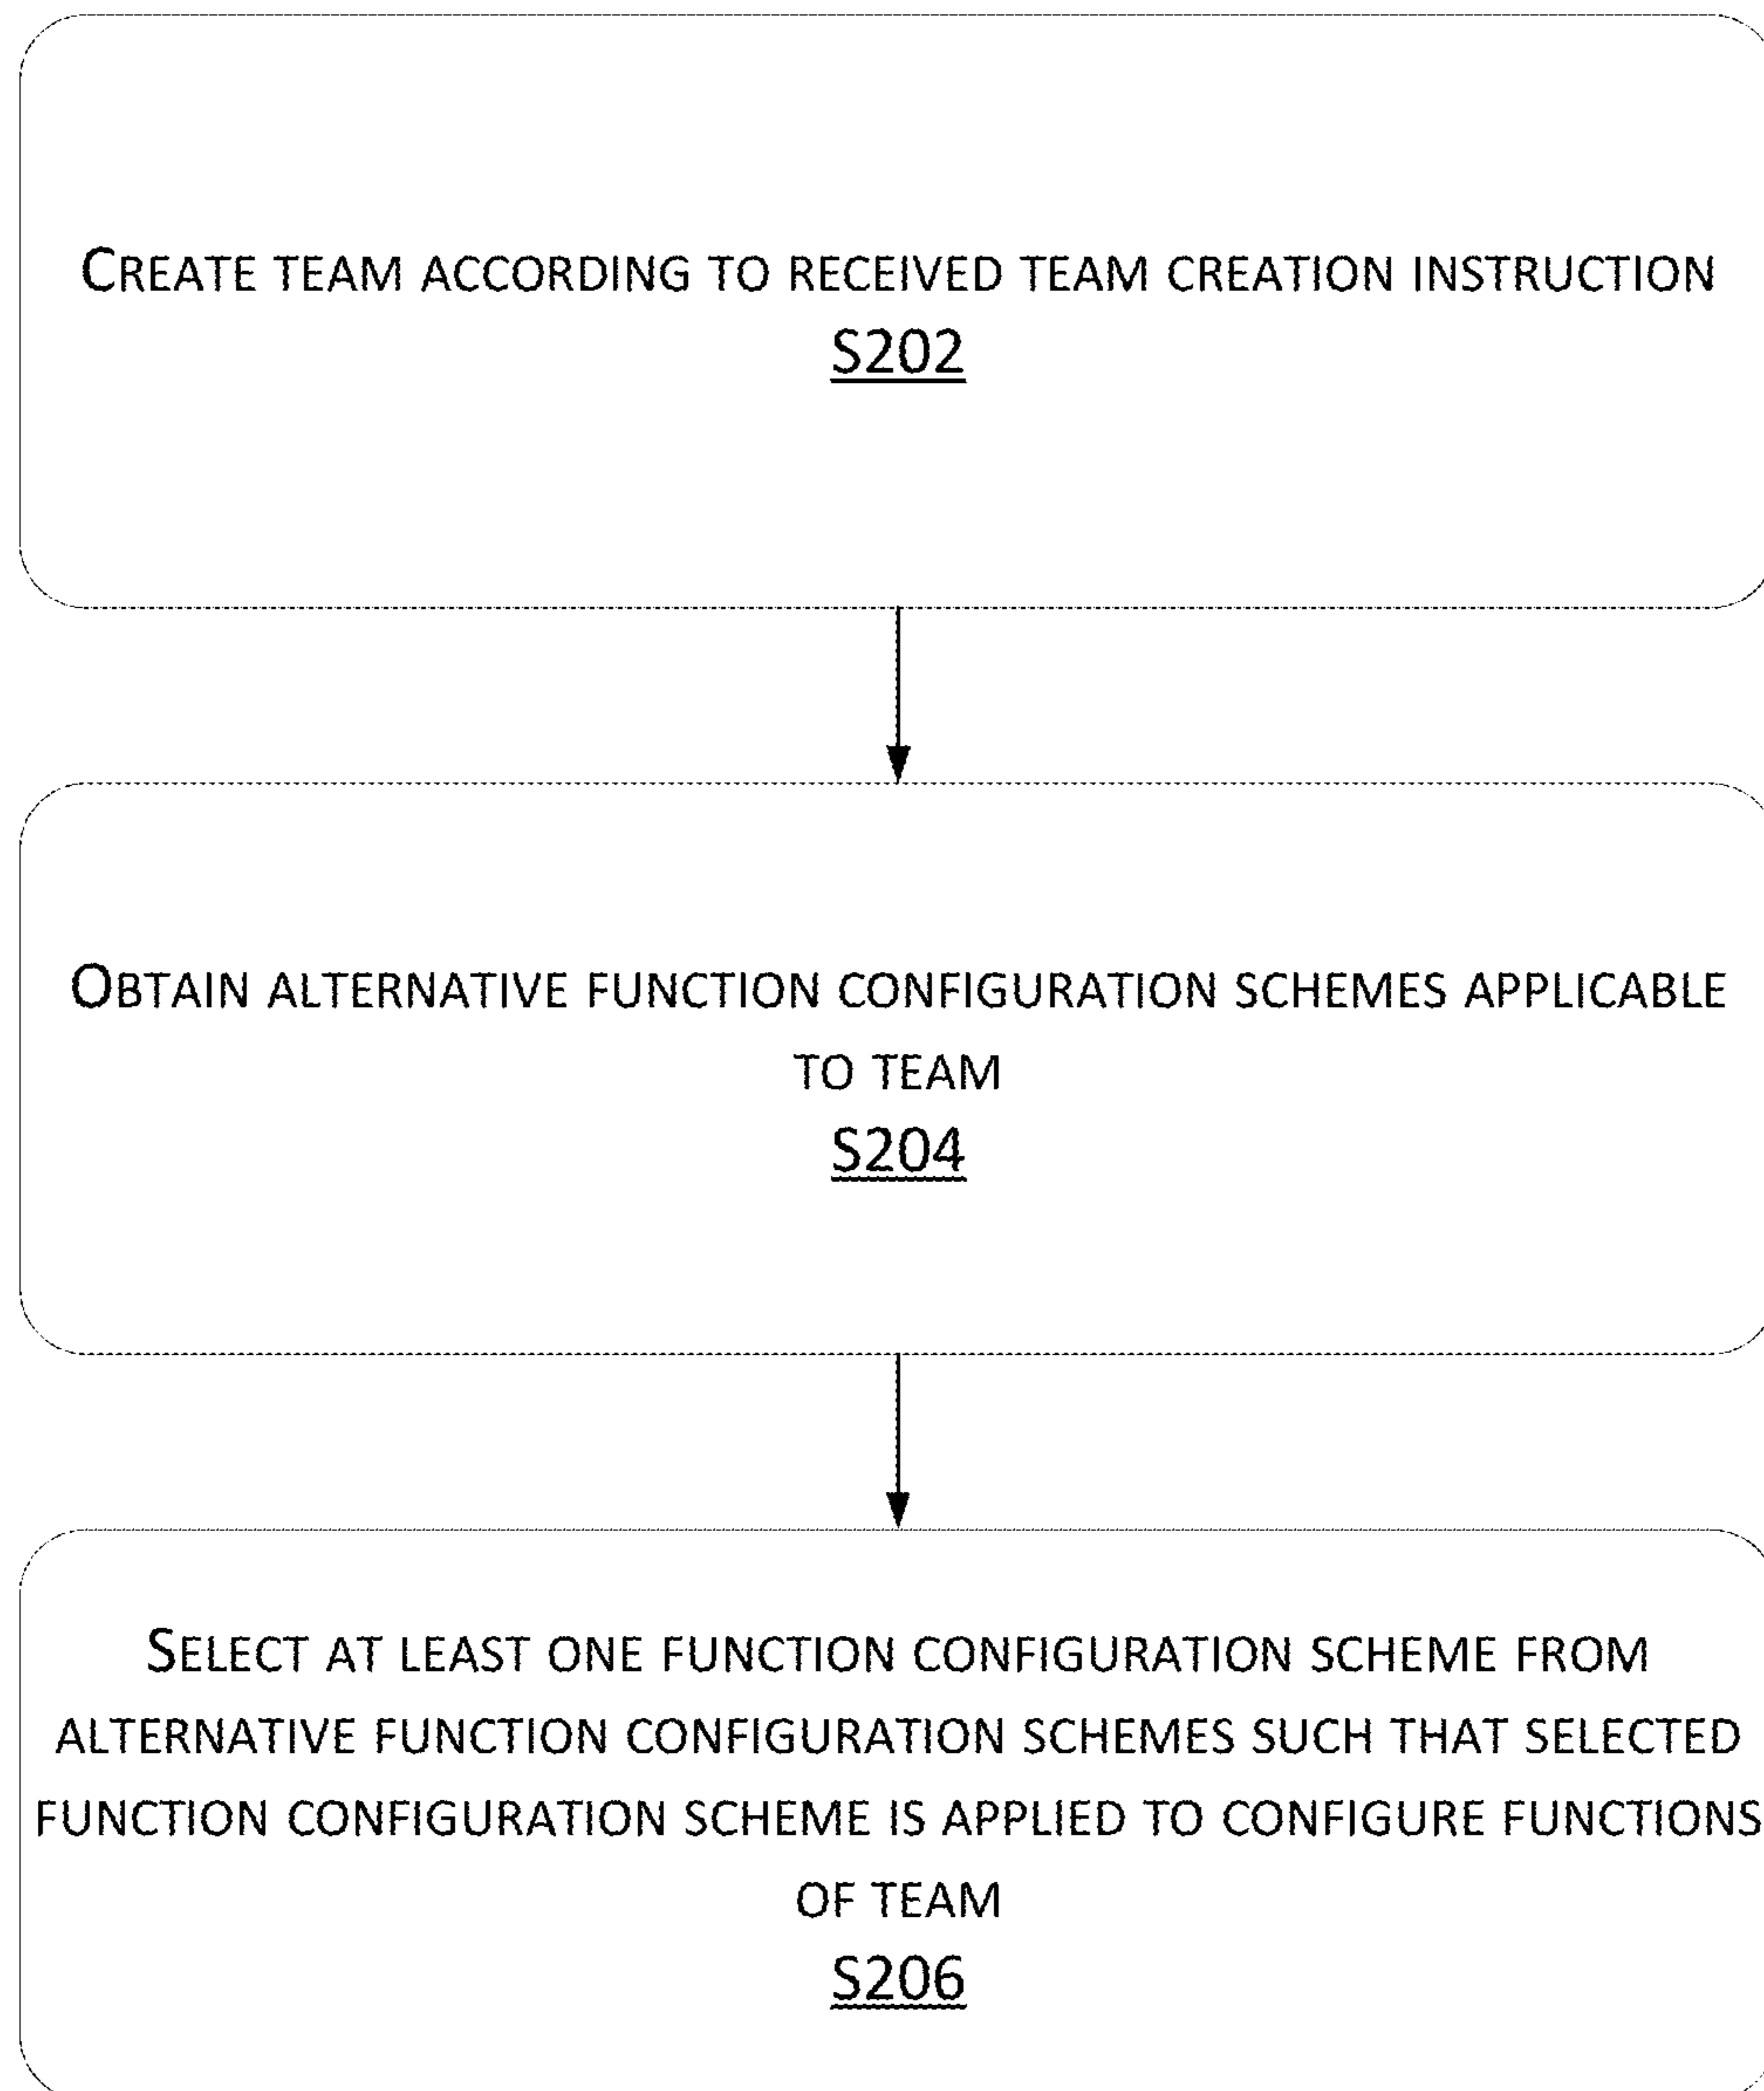 CREATE TEAM ACCORDING TO RECEIVED TEAM CREATION INSTRUCTION
S202
OBTAIN ALTERNATIVE FUNCTION CONFIGURATION SCHEMES APPLICABLE
TO TEAM
S204
SELECT AT LEAST ONE FUNCTION CONFIGURATION SCHEME FROM
ALTERNATIVE FUNCTION CONFIGURATION SCHEMES SUCH THAT SELECTED
FUNCTION CONFIGURATION SCHEME IS APPLIED TO CONFIGURE FUNCTIONS
OF TEAM
S206